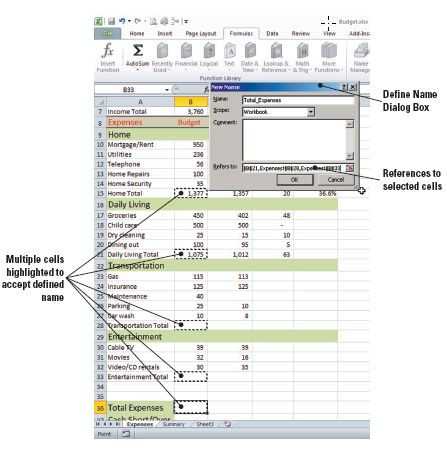 Budget.xlsx
File Home Insert Page Layout Formulas Data Review View Add-Ins
fx Σ
Insert AutoSum Recently Financial Logical Text Date & Lookup & Math More Name
Function Used Time Reference & Trig Functions Manager
Function Library
B33 fx
New Name
Name: Total_Expenses
Scope: Workbook
Comment:
Refers to:
OK Cancel
Define Name
Dialog Box
References to
selected cells
Multiple cells
highlighted to
accept defined
name
A B
7 Income Total 3,760
8 Expenses Budget
9 Home
10 Mortgage/Rent 950
11 Utilities 236
12 Telephone 56
13 Home Repairs 100
14 Home Security 35
15 Home Total 1,377 1,357 20 36.6%
16 Daily Living
17 Groceries 450 402 48
18 Child care 500 500 -
19 Dry cleaning 25 15 10
20 Dining out 100 95 5
21 Daily Living Total 1,075 1,012 63
22 Transportation
23 Gas 115 113
24 Insurance 125 125
25 Maintenance 40
26 Parking 25 10
27 Car wash 10 8
28 Transportation Total
29 Entertainment
30 Cable TV 39 39
31 Movies 32 16
32 Video/CD rentals 30 35
33 Entertainment Total
34
35
36 Total Expenses
Cash Short/Over
Expenses Summary Sheet3
Point